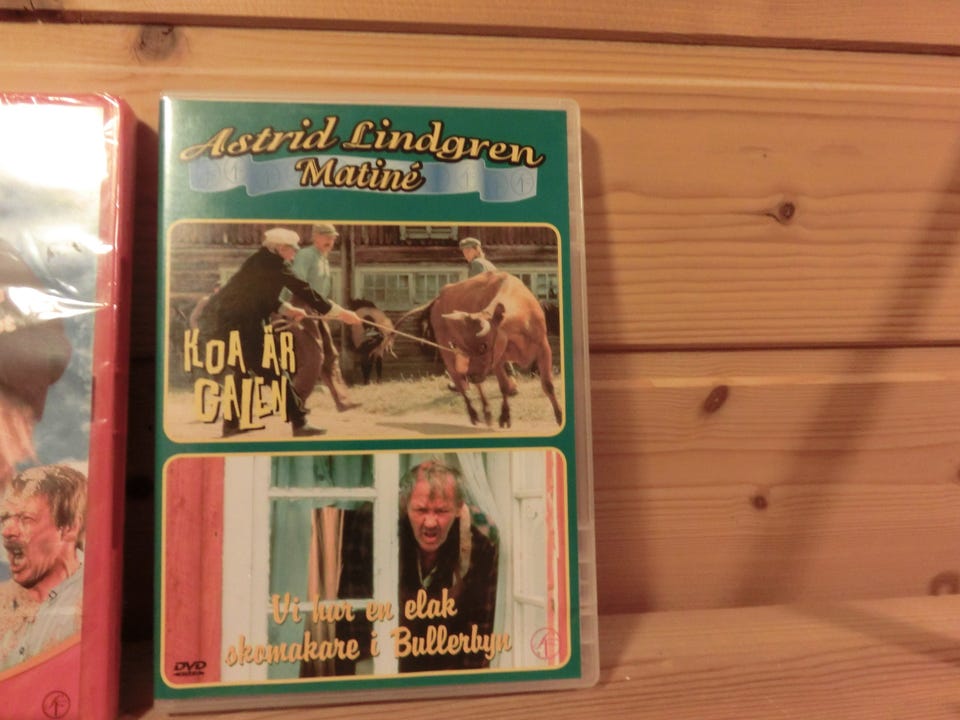 Astrid Lindgren
Matiné
KOA ÄR
GALEN
Vi har en elak
skomakare i Bullerbyn
DVD